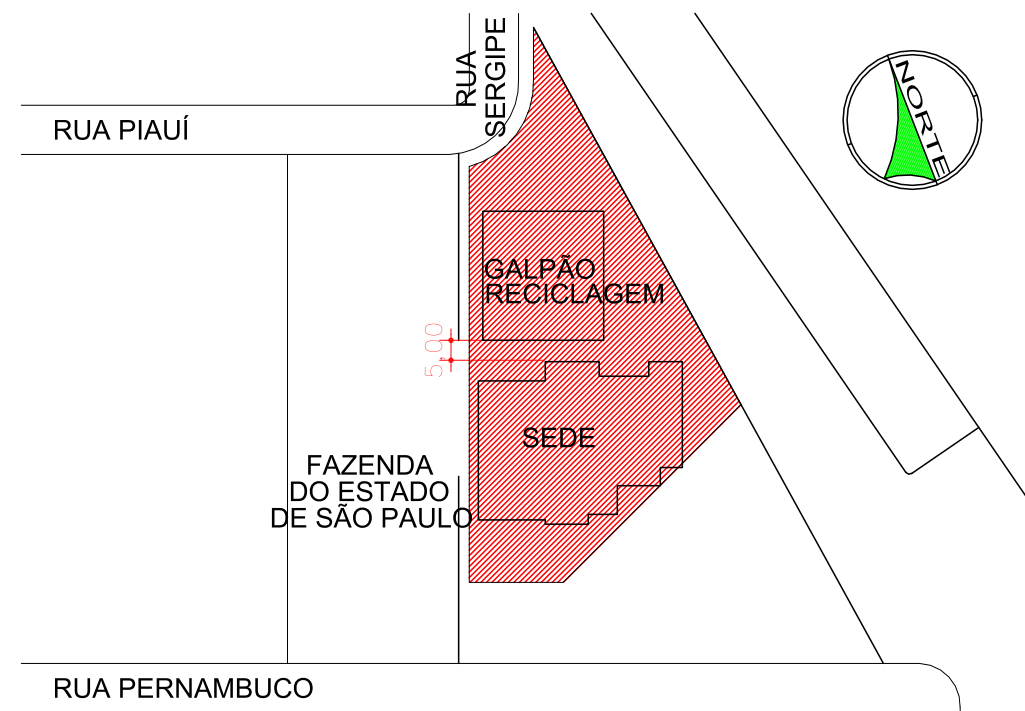 RUA
SERGIPE
RUA PIAUÍ
NORTE
GALPÃO
RECICLAGEM
5,00
SEDE
FAZENDA
DO ESTADO
DE SÃO PAULO
RUA PERNAMBUCO